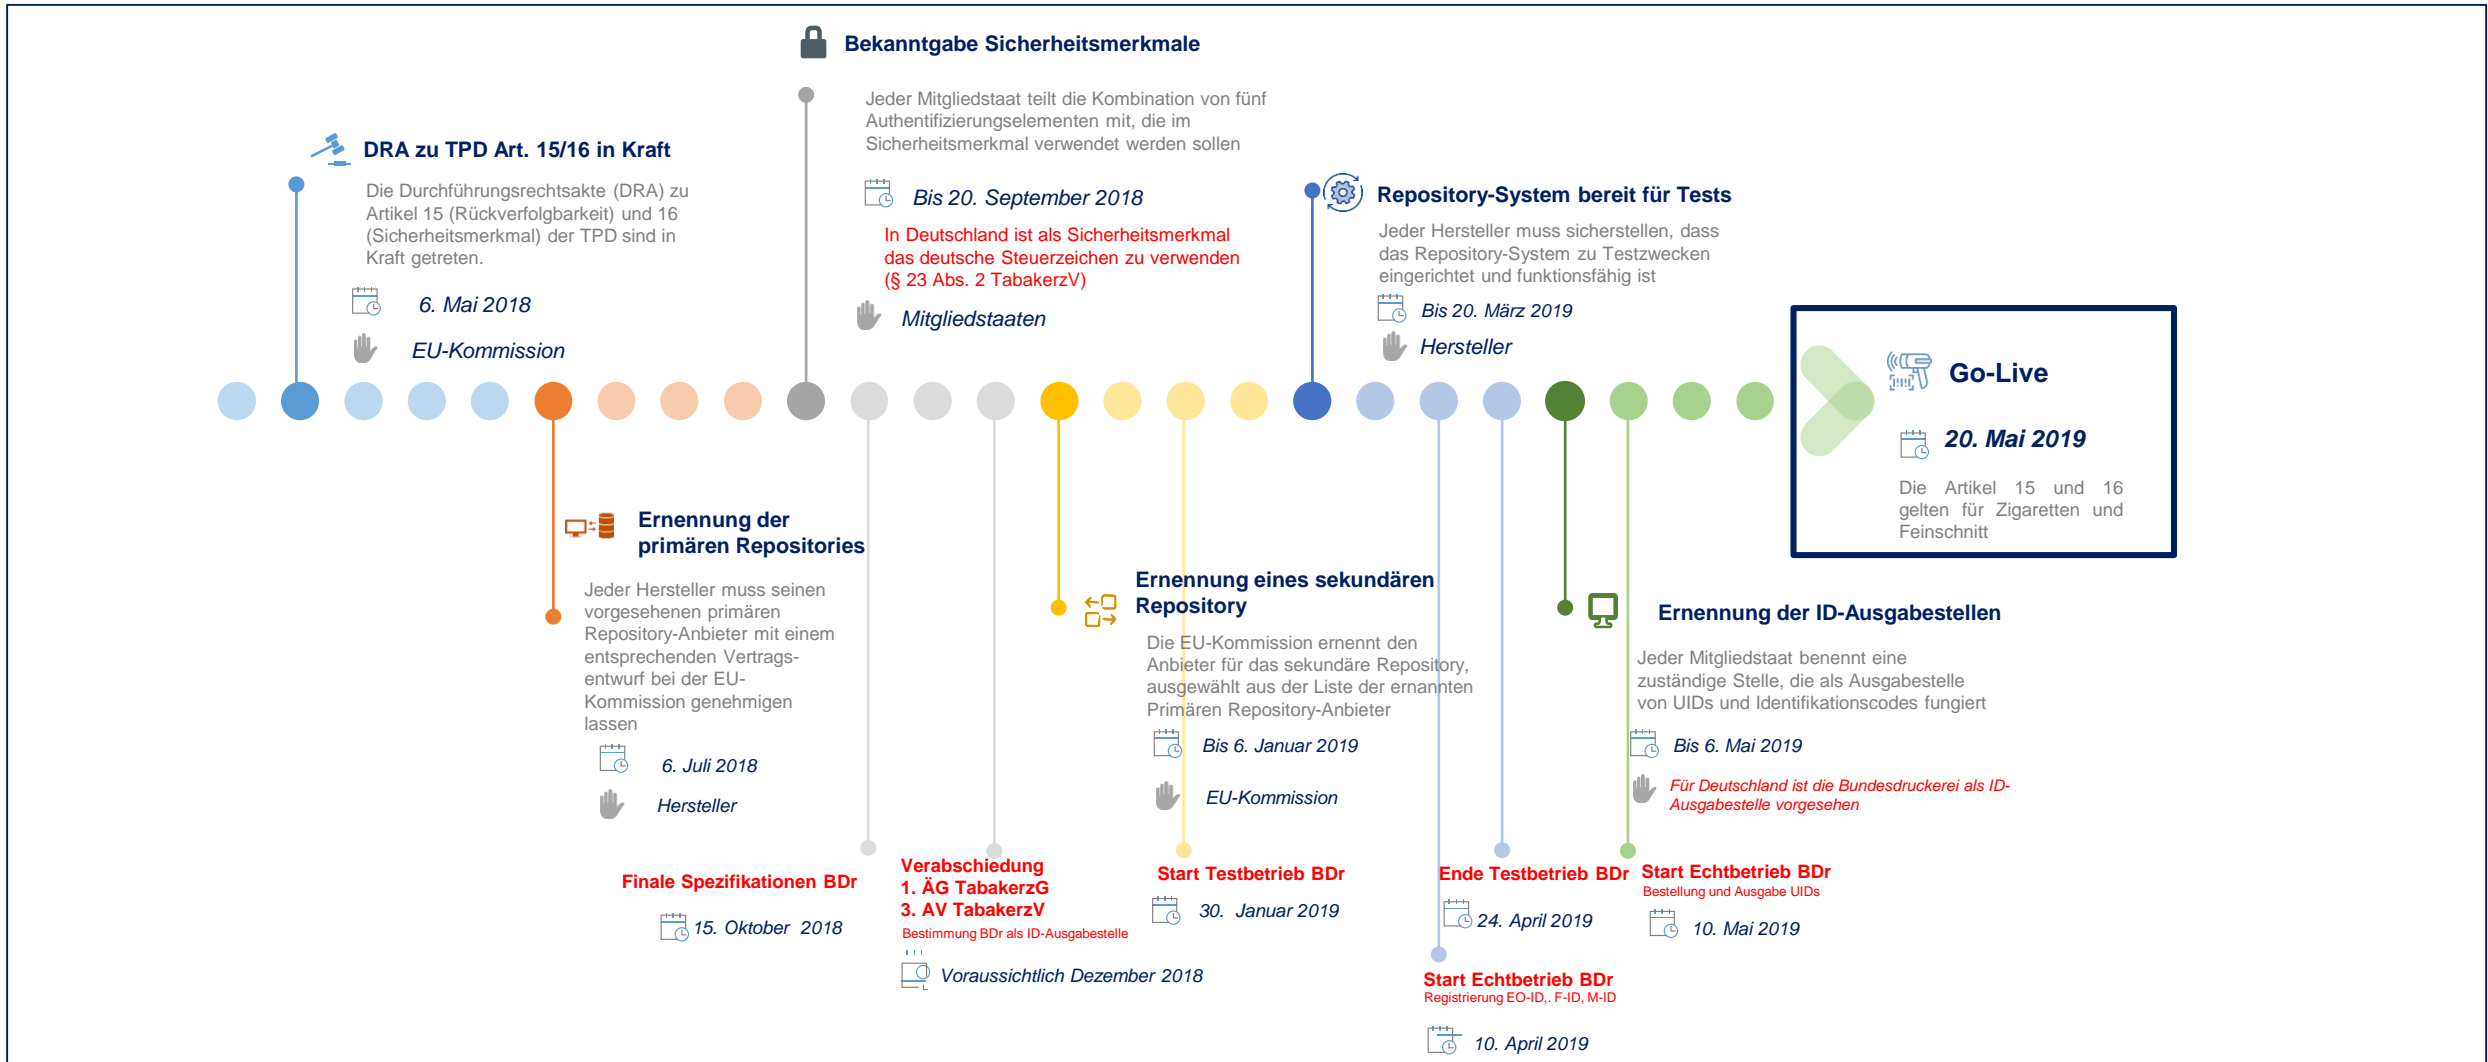 Bekanntgabe Sicherheitsmerkmale
Jeder Mitgliedstaat teilt die Kombination von fünf
Authentifizierungselementen mit, die im
Sicherheitsmerkmal verwendet werden sollen
Bis 20. September 2018
In Deutschland ist als Sicherheitsmerkmal
das deutsche Steuerzeichen zu verwenden
(§ 23 Abs. 2 TabakerzV)
Mitgliedstaaten
DRA zu TPD Art. 15/16 in Kraft
Die Durchführungsrechtsakte (DRA) zu
Artikel 15 (Rückverfolgbarkeit) und 16
(Sicherheitsmerkmal) der TPD sind in
Kraft getreten.
6. Mai 2018
EU-Kommission
Repository-System bereit für Tests
Jeder Hersteller muss sicherstellen, dass
das Repository-System zu Testzwecken
eingerichtet und funktionsfähig ist
Bis 20. März 2019
Hersteller
Go-Live
20. Mai 2019
Die Artikel 15 und 16
gelten für Zigaretten und
Feinschnitt
Ernennung der
primären Repositories
Jeder Hersteller muss seinen
vorgesehenen primären
Repository-Anbieter mit einem
entsprechenden Vertrags-
entwurf bei der EU-
Kommission genehmigen
lassen
6. Juli 2018
Hersteller
Ernennung eines sekundären
Repository
Die EU-Kommission ernennt den
Anbieter für das sekundäre Repository,
ausgewählt aus der Liste der ernannten
Primären Repository-Anbieter
Bis 6. Januar 2019
EU-Kommission
Ernennung der ID-Ausgabestellen
Jeder Mitgliedstaat benennt eine
zuständige Stelle, die als Ausgabestelle
von UIDs und Identifikationscodes fungiert
Bis 6. Mai 2019
Für Deutschland ist die Bundesdruckerei als ID-
Ausgabestelle vorgesehen
Finale Spezifikationen BDr
15. Oktober 2018
Verabschiedung
1. ÄG TabakerzG
3. AV TabakerzV
Bestimmung BDr als ID-Ausgabestelle
Voraussichtlich Dezember 2018
Start Testbetrieb BDr
30. Januar 2019
Ende Testbetrieb BDr
24. April 2019
Start Echtbetrieb BDr
Bestellung und Ausgabe UIDs
10. Mai 2019
Start Echtbetrieb BDr
Registrierung EO-ID,. F-ID, M-ID
10. April 2019